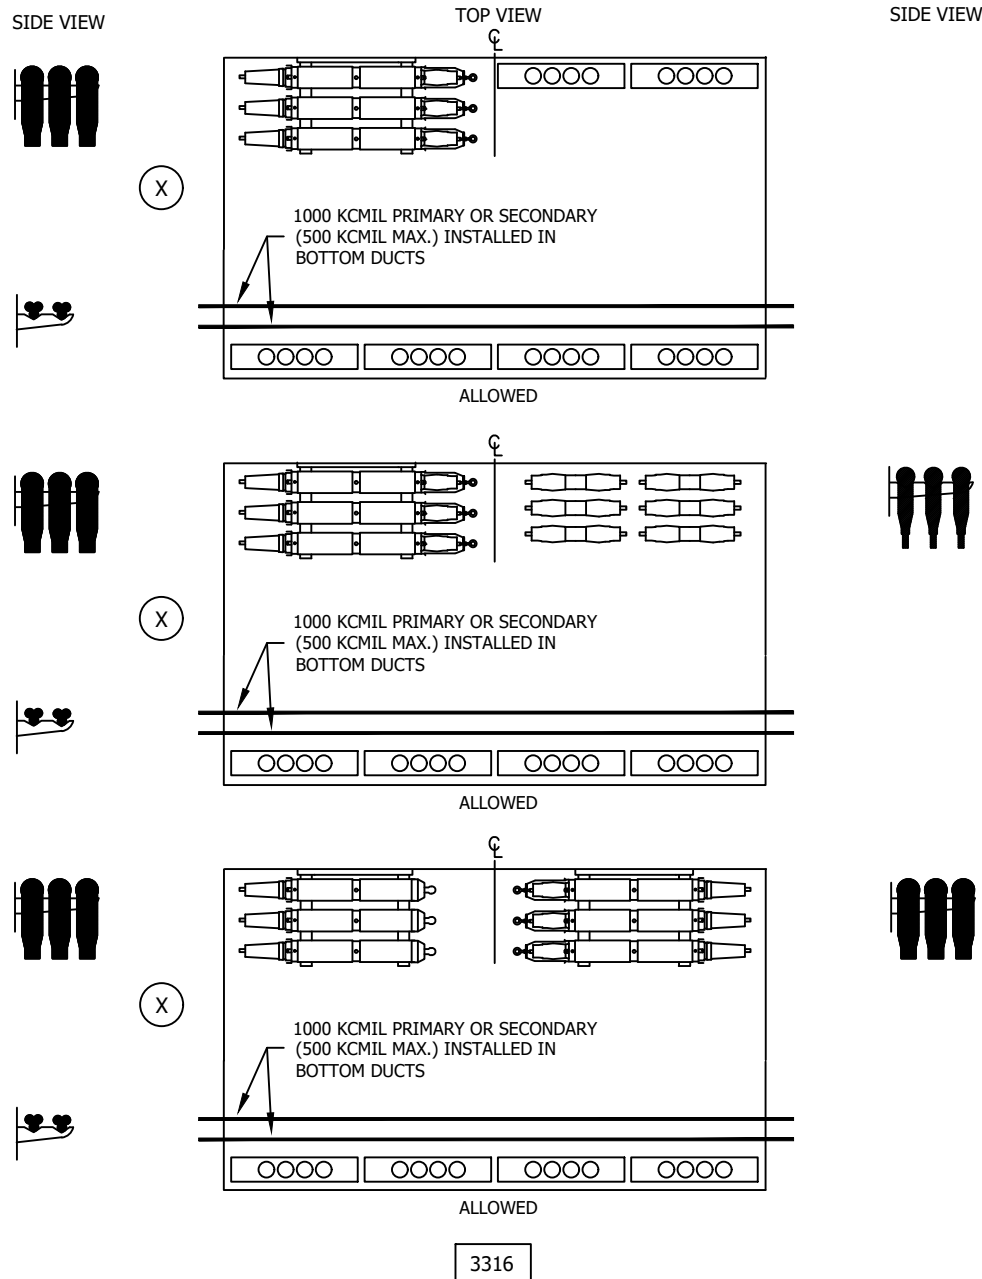 SIDE VIEW
TOP VIEW
SIDE VIEW
℄
X
1000 KCMIL PRIMARY OR SECONDARY
(500 KCMIL MAX.) INSTALLED IN
BOTTOM DUCTS
ALLOWED
℄
X
1000 KCMIL PRIMARY OR SECONDARY
(500 KCMIL MAX.) INSTALLED IN
BOTTOM DUCTS
ALLOWED
℄
X
1000 KCMIL PRIMARY OR SECONDARY
(500 KCMIL MAX.) INSTALLED IN
BOTTOM DUCTS
ALLOWED
3316